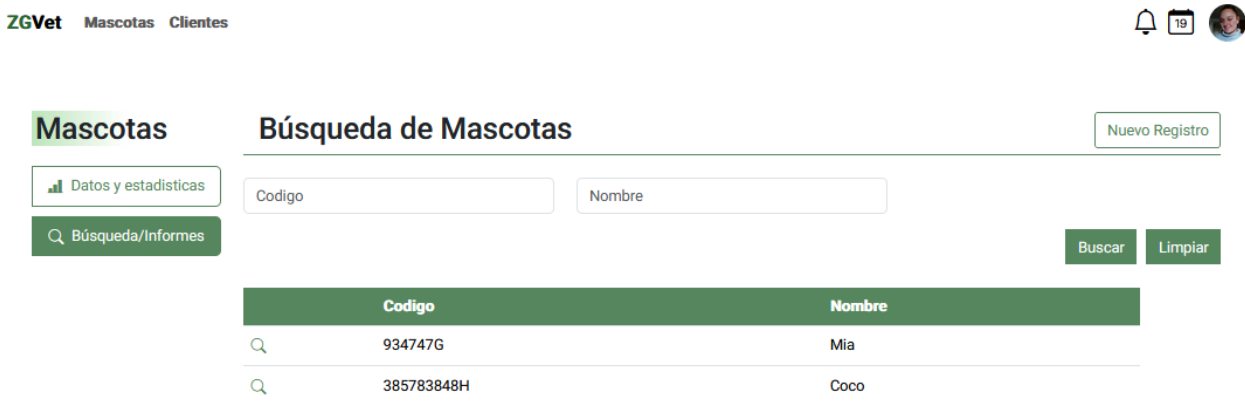 ZGVet Mascotas Clientes 19
Mascotas
Datos y estadisticas
Búsqueda/Informes
Búsqueda de Mascotas Nuevo Registro
Codigo Nombre
Buscar Limpiar
Codigo Nombre
934747G Mia
385783848H Coco